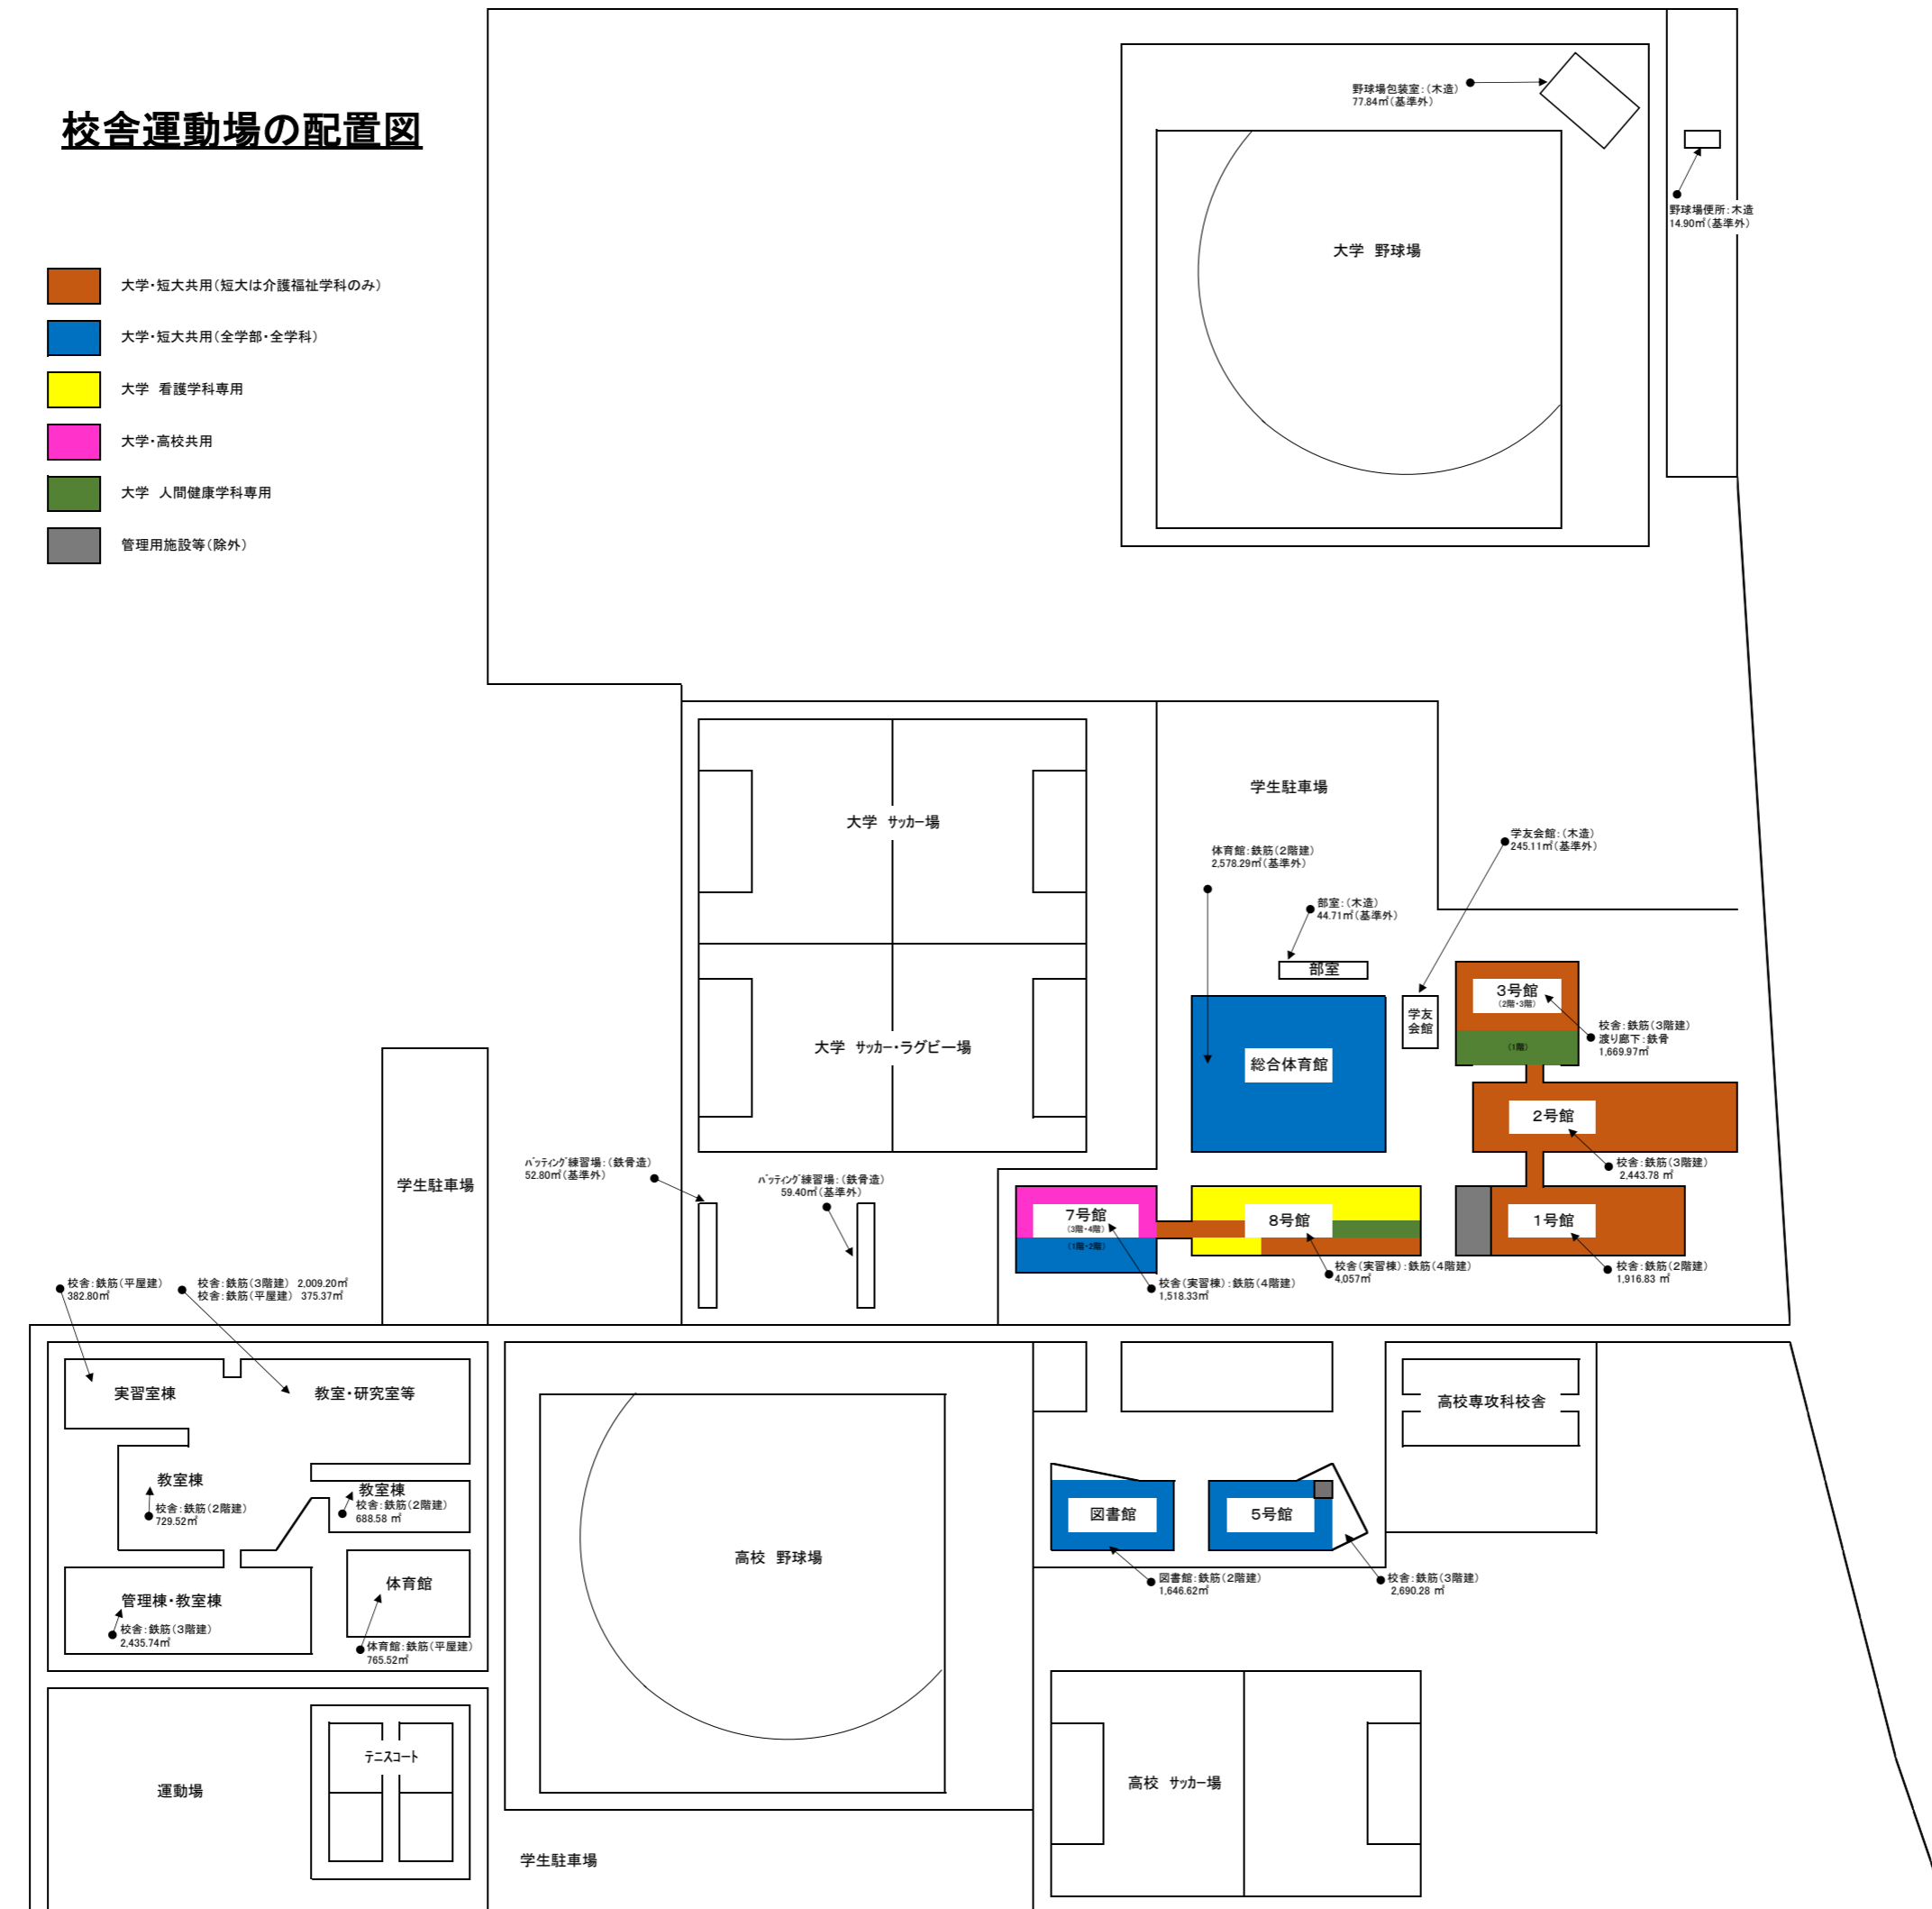 校舎運動場の配置図
大学・短大共用(短大は介護福祉学科のみ)
大学・短大共用(全学部・全学科)
大学　看護学科専用
大学・高校共用
大学　人間健康学科専用
管理用施設等(除外)
野球場包装室:(木造)
77.84㎡(基準外)
野球場便所:木造
14.90㎡(基準外)
大学　野球場
学生駐車場
大学　サッカー場
体育館:鉄筋(2階建)
2,578.29㎡(基準外)
学友会館:(木造)
245.11㎡(基準外)
部室:(木造)
44.71㎡(基準外)
部室
3号館
(2階・3階)
(1階)
学友
会館
校舎:鉄筋(3階建)
渡り廊下:鉄骨
1,669.97㎡
大学　サッカー・ラグビー場
総合体育館
2号館
校舎:鉄筋(3階建)
2,443.78 ㎡
学生駐車場
バッティング練習場:(鉄骨造)
52.80㎡(基準外)
バッティング練習場:(鉄骨造)
59.40㎡(基準外)
7号館
(3階・4階)
(1階・2階)
8号館
1号館
校舎(実習棟):鉄筋(4階建)
1,518.33㎡
校舎(実習棟):鉄筋(4階建)
4,057㎡
校舎:鉄筋(2階建)
1,916.83 ㎡
校舎:鉄筋(平屋建)
382.80㎡
校舎:鉄筋(3階建)　2,009.20㎡
校舎:鉄筋(平屋建)　375.37㎡
実習室棟
教室・研究室等
高校専攻科校舎
教室棟
校舎:鉄筋(2階建)
729.52㎡
教室棟
校舎:鉄筋(2階建)
688.58 ㎡
図書館
5号館
高校　野球場
体育館
管理棟・教室棟
校舎:鉄筋(3階建)
2,435.74㎡
体育館:鉄筋(平屋建)
765.52㎡
図書館:鉄筋(2階建)
1,646.62㎡
校舎:鉄筋(3階建)
2,690.28 ㎡
テニスコート
運動場
高校　サッカー場
学生駐車場